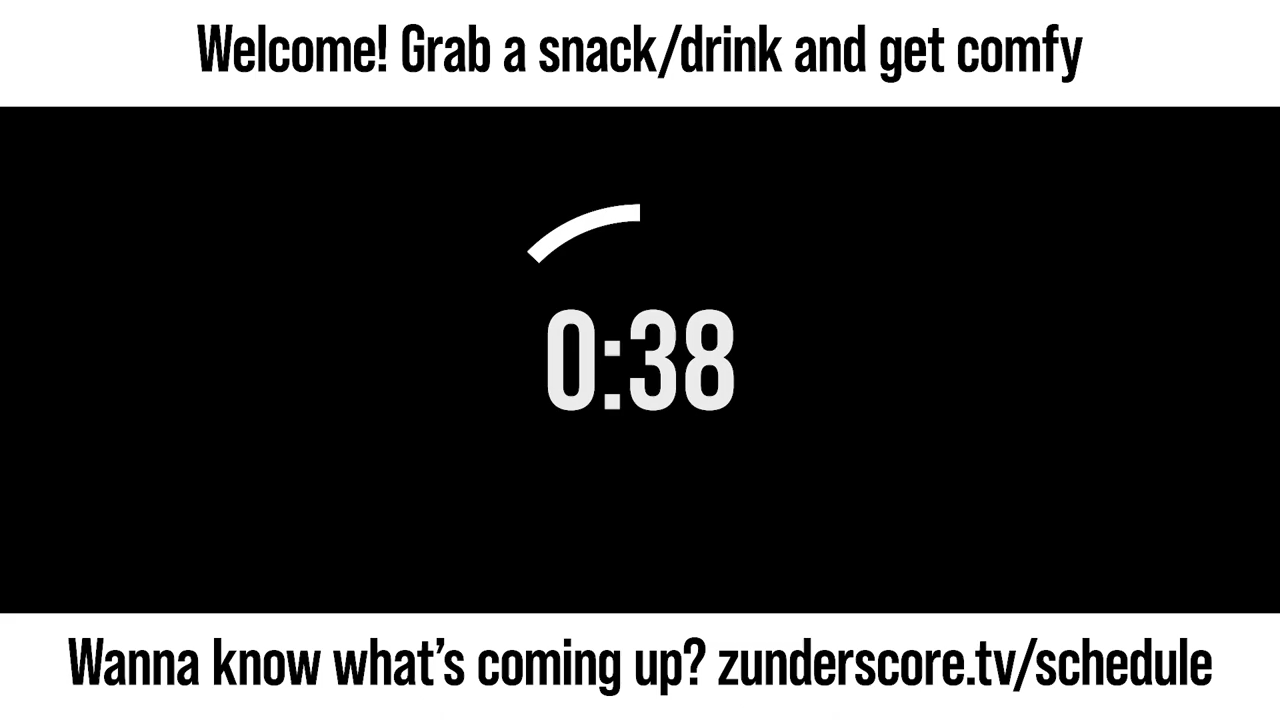 Welcome! Grab a snack/drink and get comfy
0:38
Wanna know what's coming up? zunderscore.tv/schedule